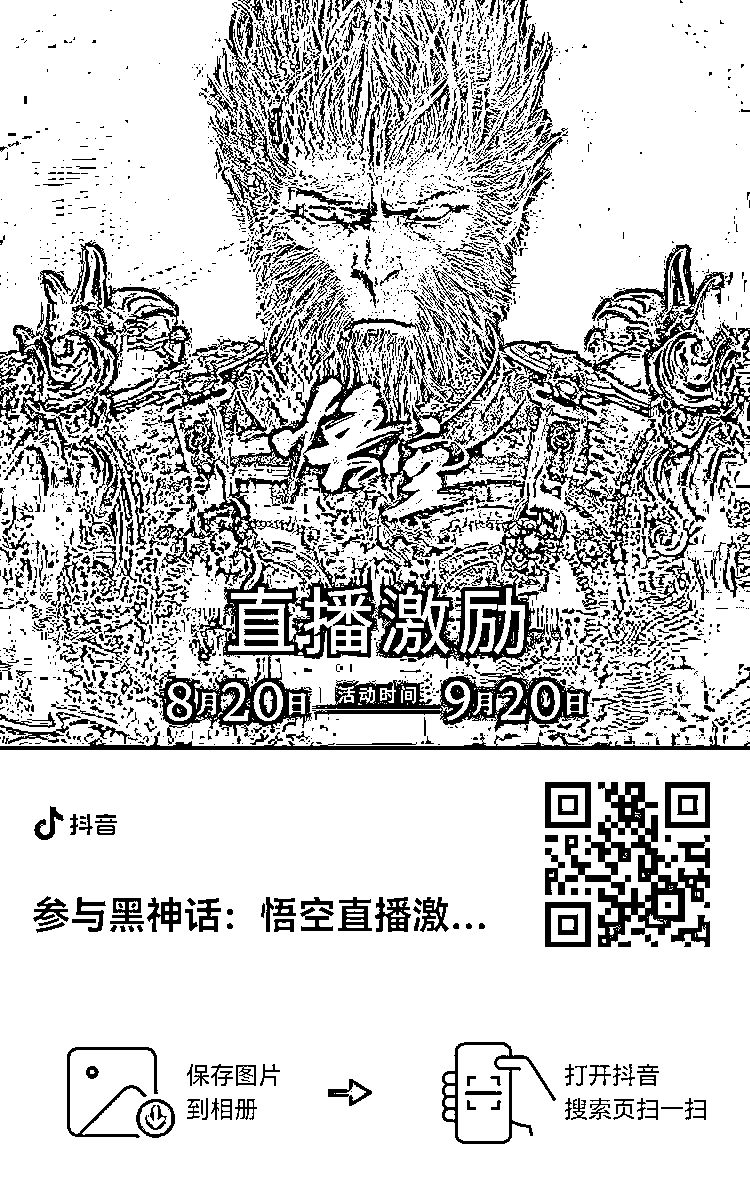 悟空
直播激励
8月20日 活动时间 9月20日
抖音
参与黑神话：悟空直播激...
保存图片
到相册
打开抖音
搜索页扫一扫